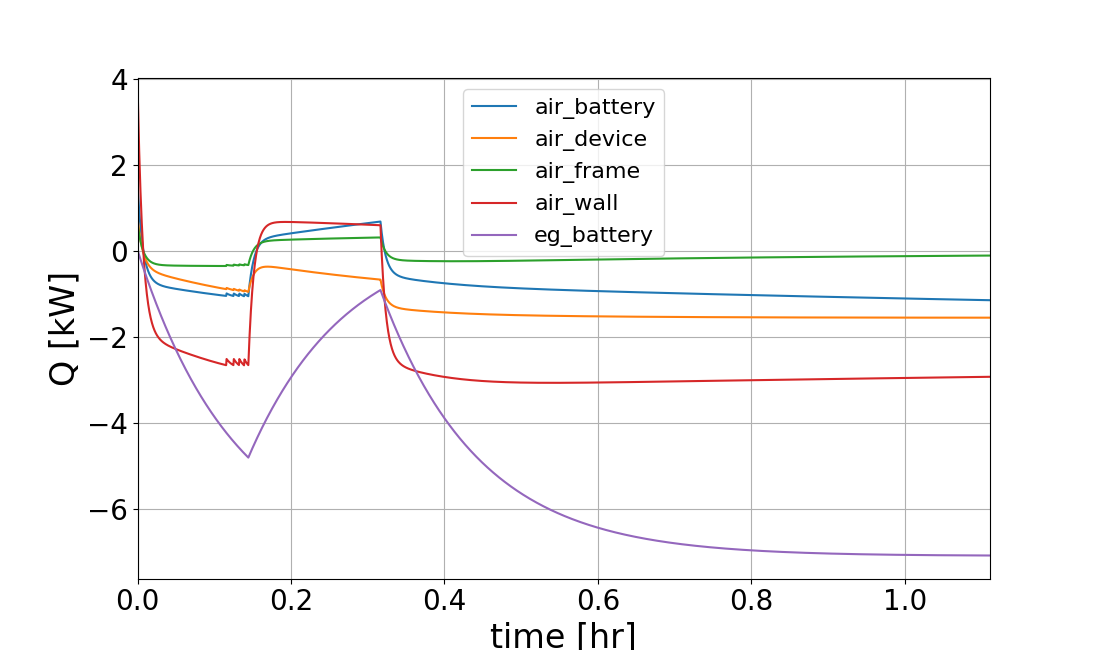 4
2
0
−2
−4
−6
Q [kW]
air_battery
air_device
air_frame
air_wall
eg_battery
0.0 0.2 0.4 0.6 0.8 1.0
time [hr]